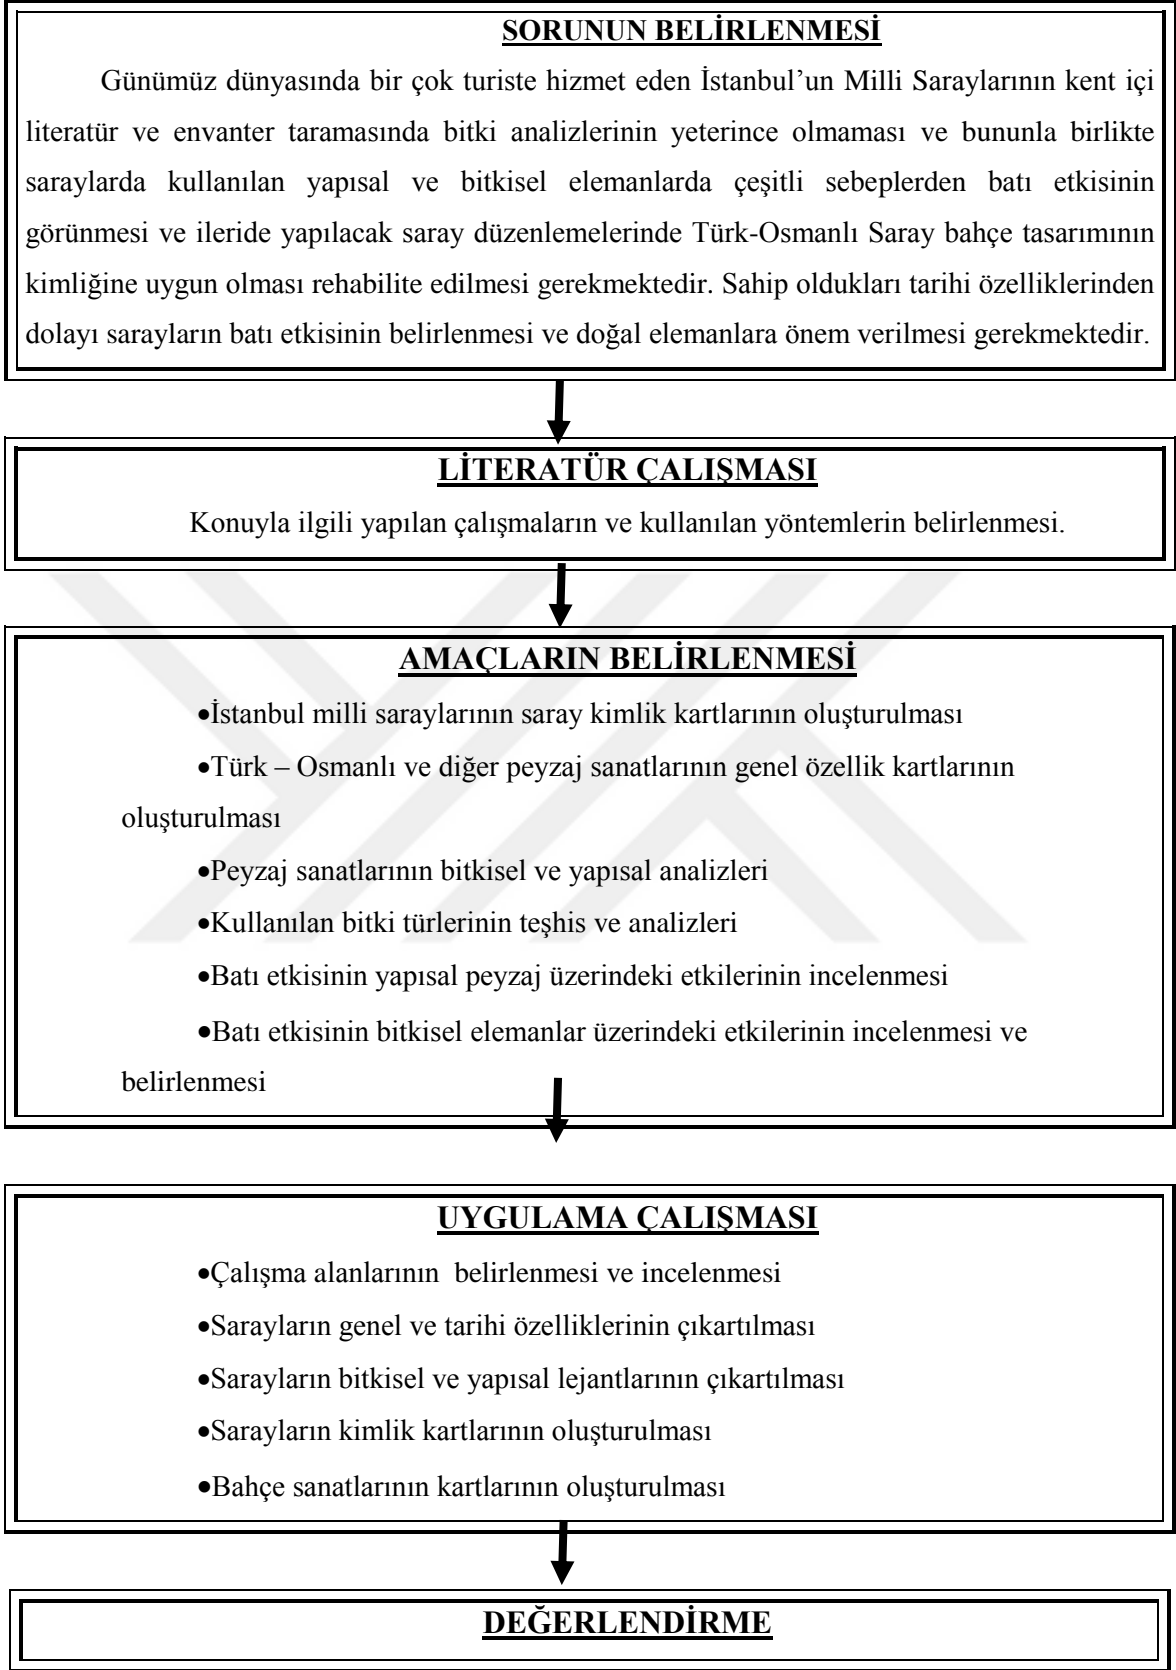 SORUNUN BELİRLENMESİ
Günümüz dünyasında bir çok turiste hizmet eden İstanbul’un Milli Saraylarının kent içi
literatür ve envanter taramasında bitki analizlerinin yeterince olmaması ve bununla birlikte
saraylarda kullanılan yapısal ve bitkisel elemanlarda çeşitli sebeplerden batı etkisinin
görünmesi ve ileride yapılacak saray düzenlemelerinde Türk-Osmanlı Saray bahçe tasarımının
kimliğine uygun olması rehabilite edilmesi gerekmektedir. Sahip oldukları tarihi özelliklerinden
dolayı sarayların batı etkisinin belirlenmesi ve doğal elemanlara önem verilmesi gerekmektedir.
LİTERATÜR ÇALIŞMASI
Konuyla ilgili yapılan çalışmaların ve kullanılan yöntemlerin belirlenmesi.
AMAÇLARIN BELİRLENMESİ
•İstanbul milli saraylarının saray kimlik kartlarının oluşturulması
•Türk – Osmanlı ve diğer peyzaj sanatlarının genel özellik kartlarının
oluşturulması
•Peyzaj sanatlarının bitkisel ve yapısal analizleri
•Kullanılan bitki türlerinin teşhis ve analizleri
•Batı etkisinin yapısal peyzaj üzerindeki etkilerinin incelenmesi
•Batı etkisinin bitkisel elemanlar üzerindeki etkilerinin incelenmesi ve
belirlenmesi
UYGULAMA ÇALIŞMASI
•Çalışma alanlarının  belirlenmesi ve incelenmesi
•Sarayların genel ve tarihi özelliklerinin çıkartılması
•Sarayların bitkisel ve yapısal lejantlarının çıkartılması
•Sarayların kimlik kartlarının oluşturulması
•Bahçe sanatlarının kartlarının oluşturulması
DEĞERLENDİRME